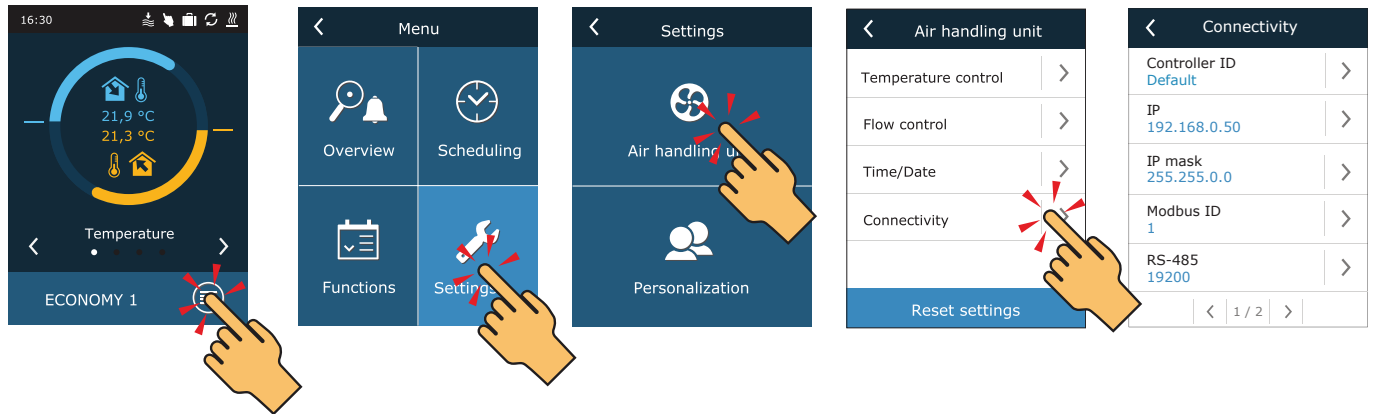 16:30
21,9 °C
21,3 °C
Temperature
ECONOMY 1
Menu
Overview
Scheduling
Functions
Settings
Settings
Air handling u
Personalization
Air handling unit
Temperature control
Flow control
Time/Date
Connectivity
Reset settings
Connectivity
Controller ID
Default
IP
192.168.0.50
IP mask
255.255.0.0
Modbus ID
1
RS-485
19200
1 / 2